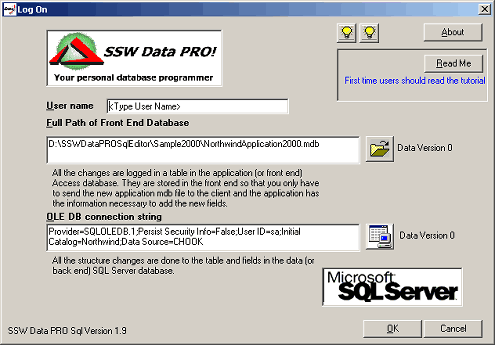 Log On
SSW Data PRO!
Your personal database programmer
About
Read Me
First time users should read the tutorial
User name
<Type User Name>
Full Path of Front End Database
D:\SSWDataPROSqlEditor\Sample2000\NorthwindApplication2000.mdb
Data Version 0
All the changes are logged in a table in the application (or front end)
Access database. They are stored in the front end so that you only have
to send the new application mdb file to the client and the application has
the information necessary to add the new fields.
OLE DB connection string
Provider=SQLOLEDB.1;Persist Security Info=False;User ID=sa;Initial
Catalog=Northwind;Data Source=CHOOK
Data Version 0
All the structure changes are done to the table and fields in the data (or
back end) SQL Server database.
Microsoft
SQL Server
SSW Data PRO Sql Version 1.9
OK
Cancel